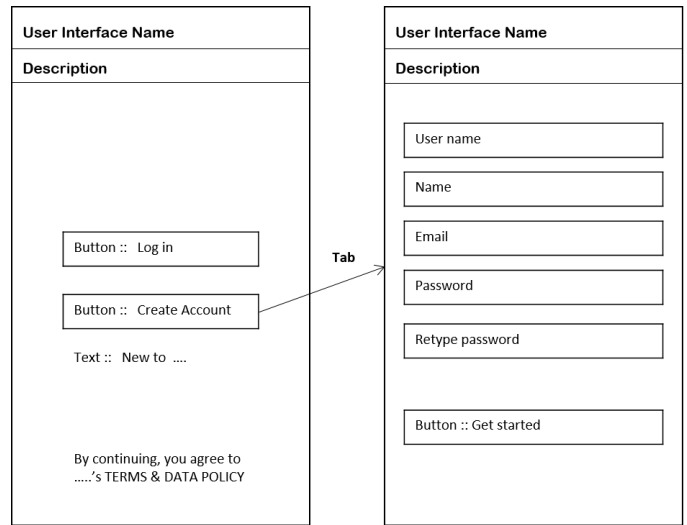 User Interface Name
Description
Button :: Log in
Button :: Create Account
Text :: New to ....
By continuing, you agree to
.....'s TERMS & DATA POLICY
Tab
User Interface Name
Description
User name
Name
Email
Password
Retype password
Button :: Get started